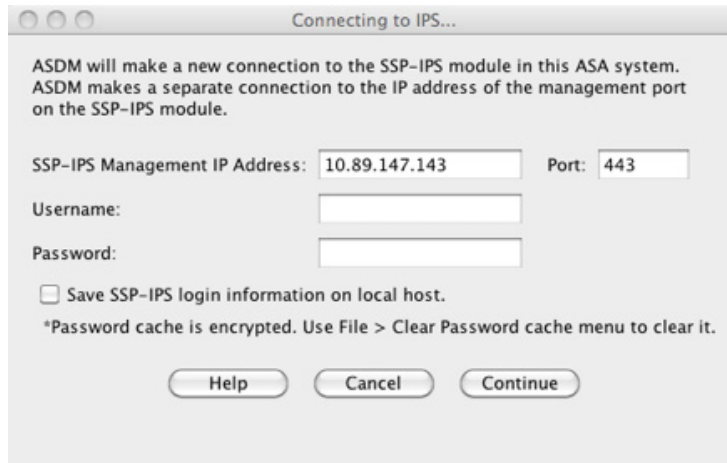 Connecting to IPS...
ASDM will make a new connection to the SSP-IPS module in this ASA system.
ASDM makes a separate connection to the IP address of the management port
on the SSP-IPS module.
SSP-IPS Management IP Address: 10.89.147.143 Port: 443
Username:
Password:
Save SSP-IPS login information on local host.
*Password cache is encrypted. Use File > Clear Password cache menu to clear it.
Help Cancel Continue